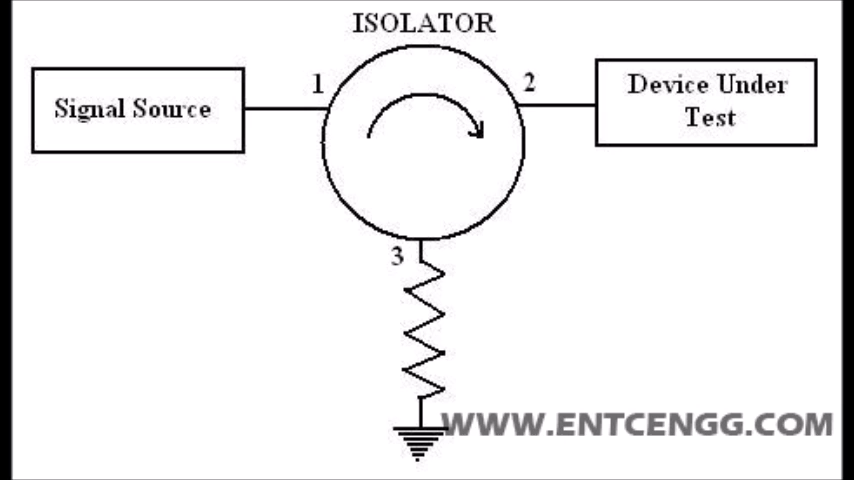 ISOLATOR
1
2
Signal Source
Device Under
Test
3
WWW.ENTCENGG.COM